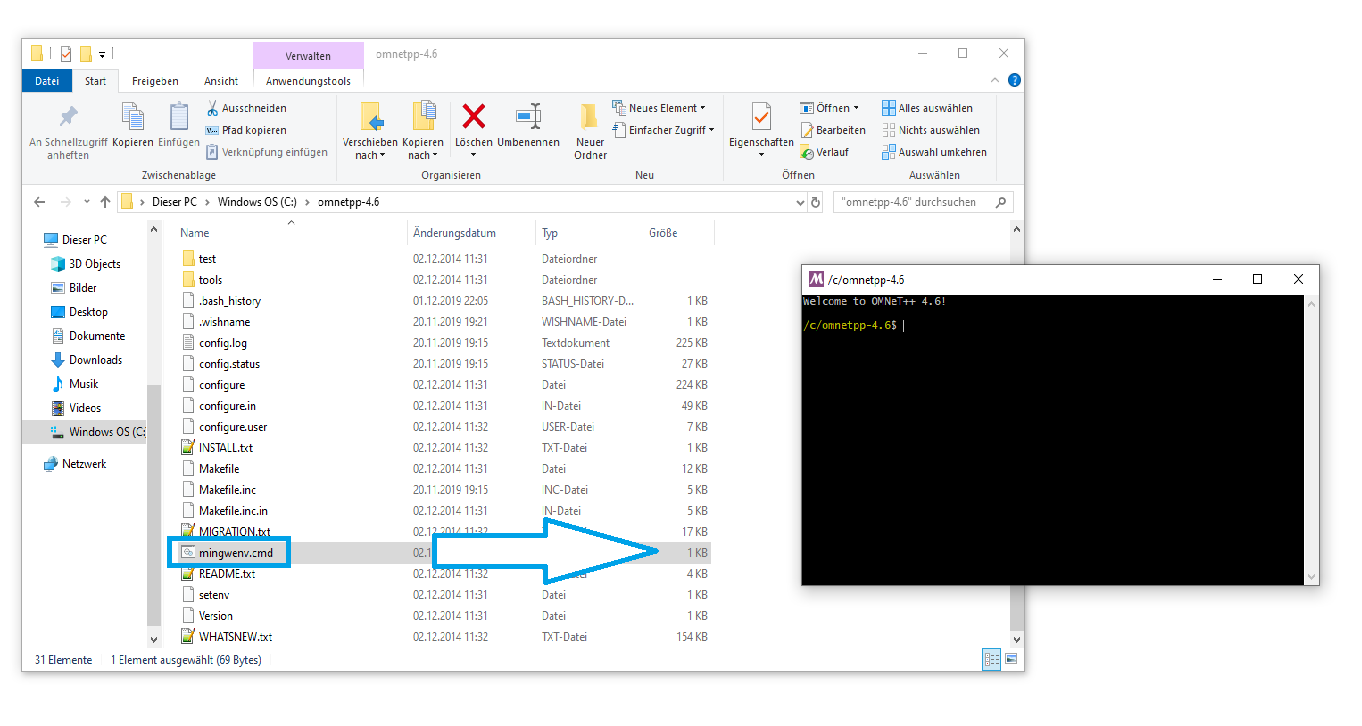 Verwalten omnetpp-4.6
Datei Start Freigeben Ansicht Anwendungstools
An Schnellzugriff anheften
Kopieren
Einfügen
Ausschneiden
Pfad kopieren
Verknüpfung einfügen
Zwischenablage
Verschieben nach
Kopieren nach
Löschen
Umbenennen
Organisieren
Neuer Ordner
Neues Element
Einfacher Zugriff
Neu
Eigenschaften
Öffnen
Bearbeiten
Verlauf
Öffnen
Alles auswählen
Nichts auswählen
Auswahl umkehren
Auswählen
Dieser PC > Windows OS (C:) > omnetpp-4.6
"omnetpp-4.6" durchsuchen
Dieser PC
3D Objects
Bilder
Desktop
Dokumente
Downloads
Musik
Videos
Windows OS (C:
Netzwerk
Name Änderungsdatum Typ Größe
test 02.12.2014 11:31 Dateiordner
tools 02.12.2014 11:31 Dateiordner
.bash_history 01.12.2019 22:05 BASH_HISTORY-D... 1 KB
.wishname 20.11.2019 19:21 WISHNAME-Datei 1 KB
config.log 20.11.2019 19:15 Textdokument 225 KB
config.status 20.11.2019 19:15 STATUS-Datei 27 KB
configure 02.12.2014 11:31 Datei 224 KB
configure.in 02.12.2014 11:31 IN-Datei 49 KB
configure.user 02.12.2014 11:32 USER-Datei 7 KB
INSTALL.txt 02.12.2014 11:32 TXT-Datei 1 KB
Makefile 02.12.2014 11:31 Datei 12 KB
Makefile.inc 20.11.2019 19:15 INC-Datei 5 KB
Makefile.inc.in 02.12.2014 11:31 IN-Datei 5 KB
MIGRATION.txt 02.12.2014 11:32 17 KB
mingwenv.cmd 02.1 1 KB
README.txt 02.12.2014 11:32 4 KB
setenv 02.12.2014 11:31 Datei 1 KB
Version 02.12.2014 11:31 Datei 1 KB
WHATSNEW.txt 02.12.2014 11:32 TXT-Datei 154 KB
31 Elemente 1 Element ausgewählt (69 Bytes)
/c/omnetpp-4.6
Welcome to OMNeT++ 4.6!
/c/omnetpp-4.6$